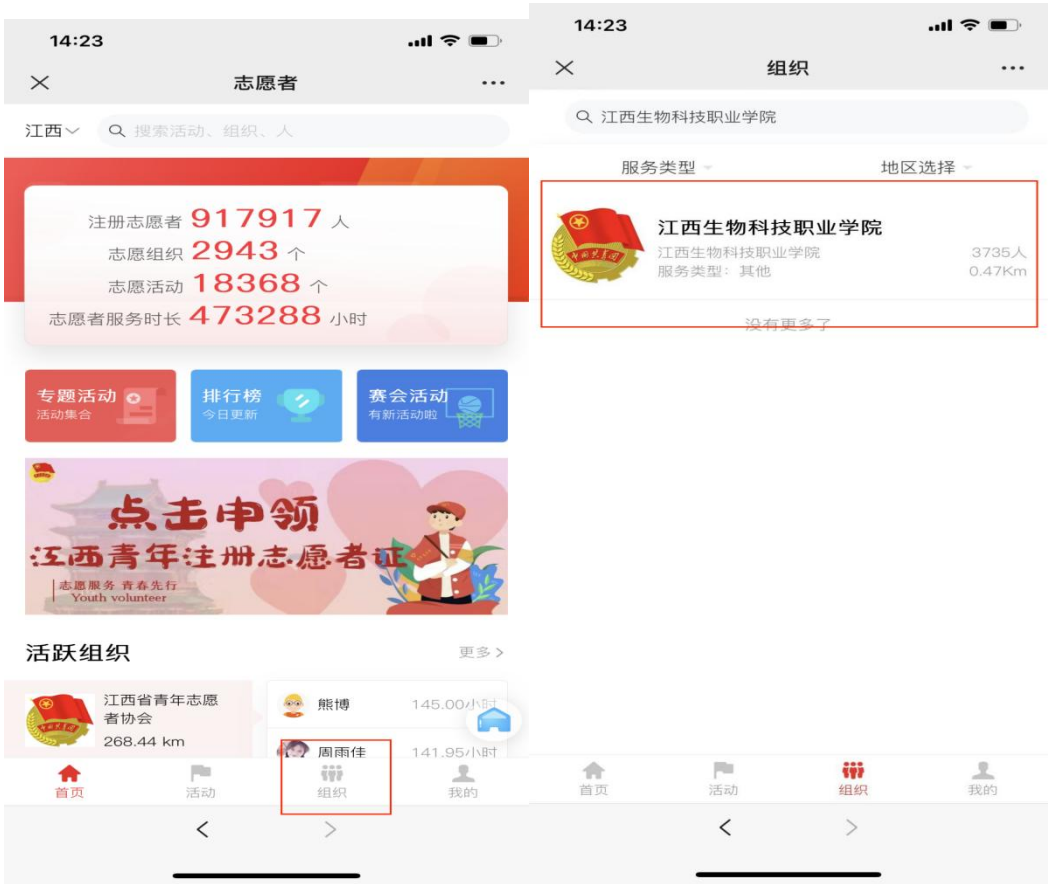 14:23
志愿者
江西
搜索活动、组织、人
注册志愿者 917917 人
志愿组织 2943 个
志愿活动 18368 个
志愿者服务时长 473288 小时
专题活动
活动集合
排行榜
今日更新
赛会活动
有新活动啦
点击申领
江西青年注册志愿者证
志愿服务 青春先行
Youth volunteer
活跃组织
更多 >
江西省青年志愿
者协会
268.44 km
熊博 145.00小时
周雨佳 141.95小时
首页
活动
组织
我的
14:23
组织
江西生物科技职业学院
服务类型
地区选择
江西生物科技职业学院
江西生物科技职业学院 3735人
服务类型：其他 0.47Km
没有更多了
首页
活动
组织
我的